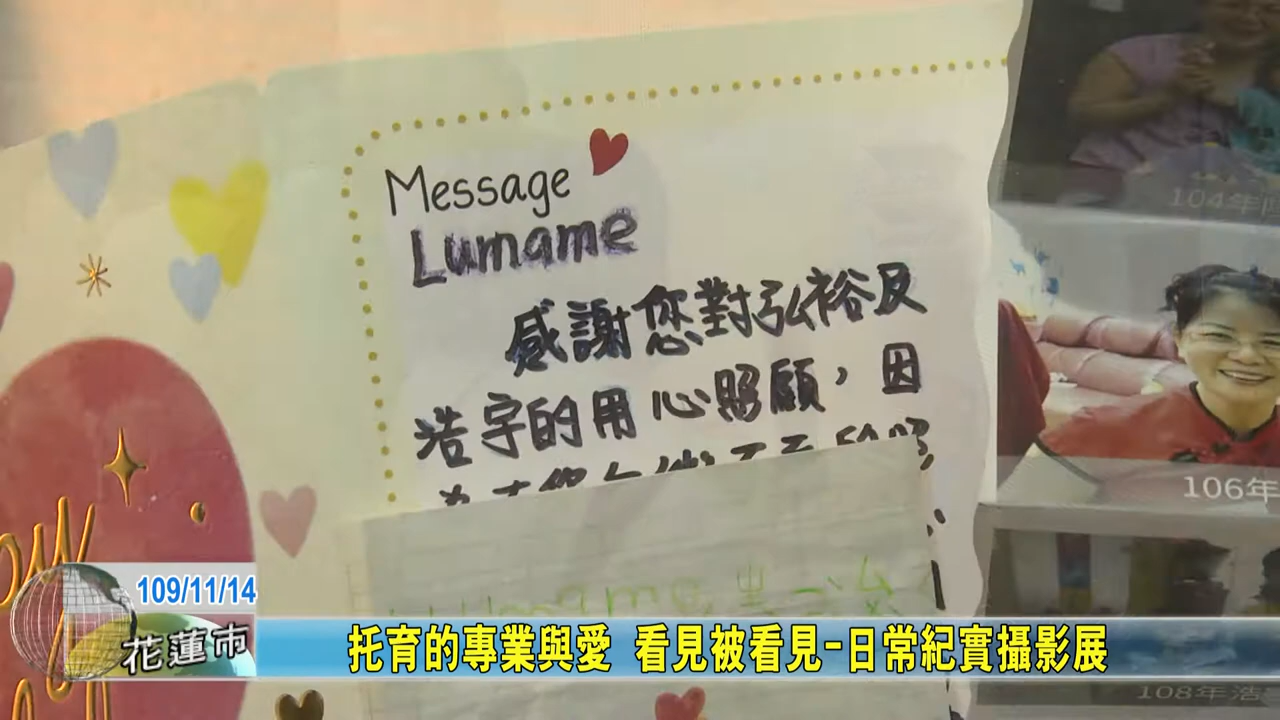 Message
Lumame
感謝您對弘裕及
浩宇的用心照顧，因
104年
106年
109/11/14
花蓮市
托育的專業與愛 看見被看見-日常紀實攝影展
108年浩